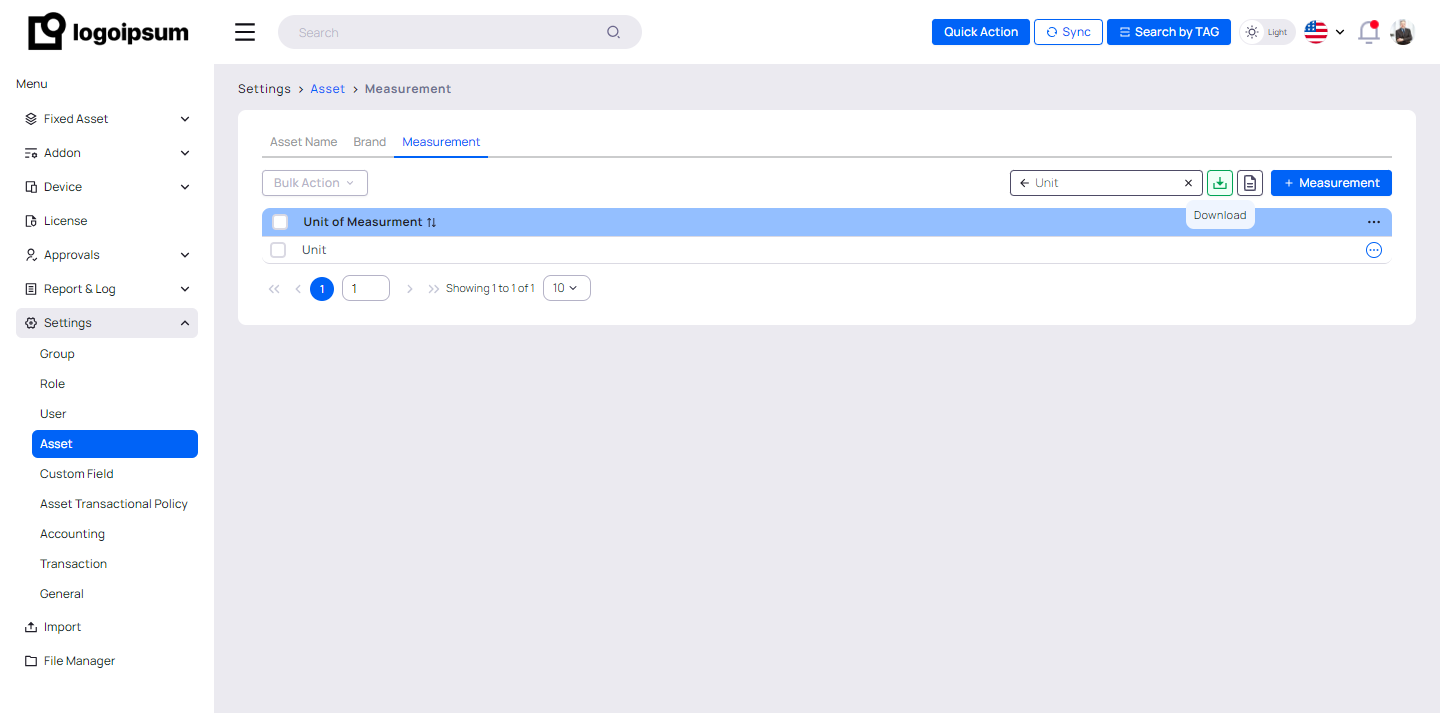 logoipsum
Search
Quick Action
Sync
Search by TAG
Light
Menu
Fixed Asset
Addon
Device
License
Approvals
Report & Log
Settings
Group
Role
User
Asset
Custom Field
Asset Transactional Policy
Accounting
Transaction
General
Import
File Manager
Settings > Asset > Measurement
Asset Name Brand Measurement
Bulk Action
Unit
+ Measurement
Download
Unit of Measurment
Unit
1 1 Showing 1 to 1 of 1 10